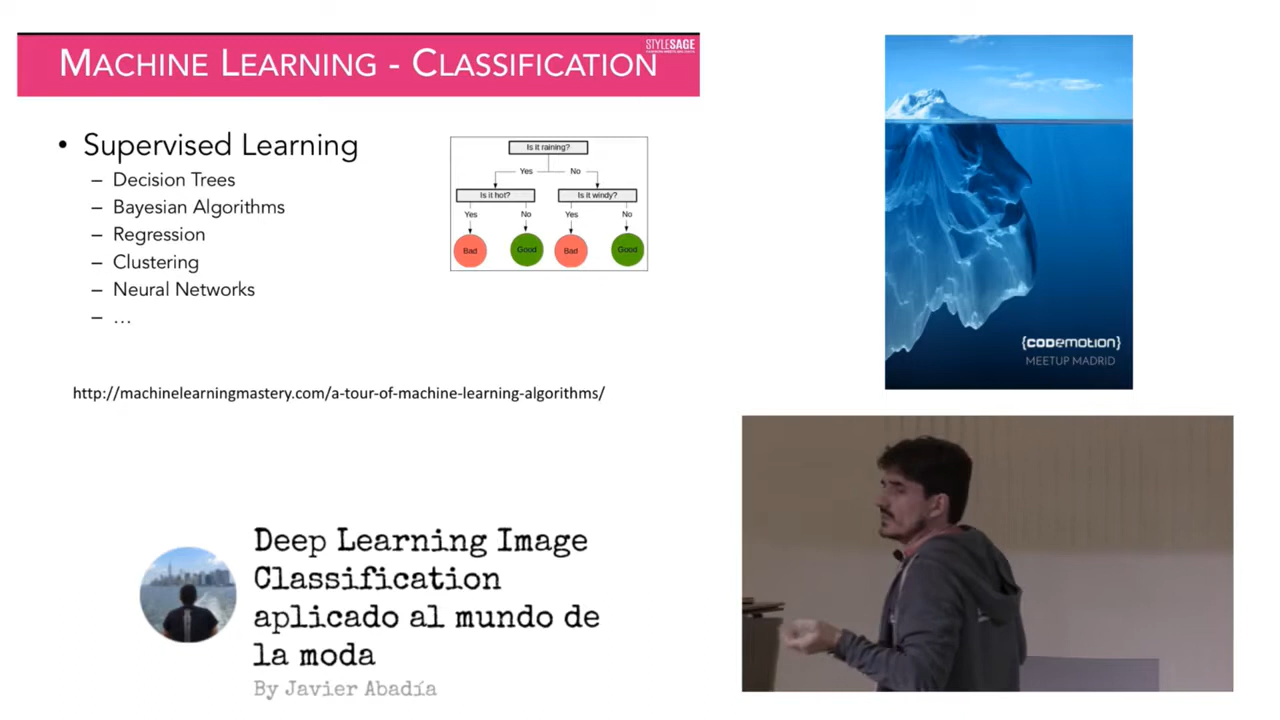 STYLESAGE
MACHINE LEARNING - CLASSIFICATION
• Supervised Learning
– Decision Trees
– Bayesian Algorithms
– Regression
– Clustering
– Neural Networks
– …
Is it raining?
Yes No
Is it hot? Is it windy?
Yes No Yes No
Bad Good Bad Good
http://machinelearningmastery.com/a-tour-of-machine-learning-algorithms/
{CODEMOTION}
MEETUP MADRID
Deep Learning Image
Classification
aplicado al mundo de
la moda
By Javier Abadía